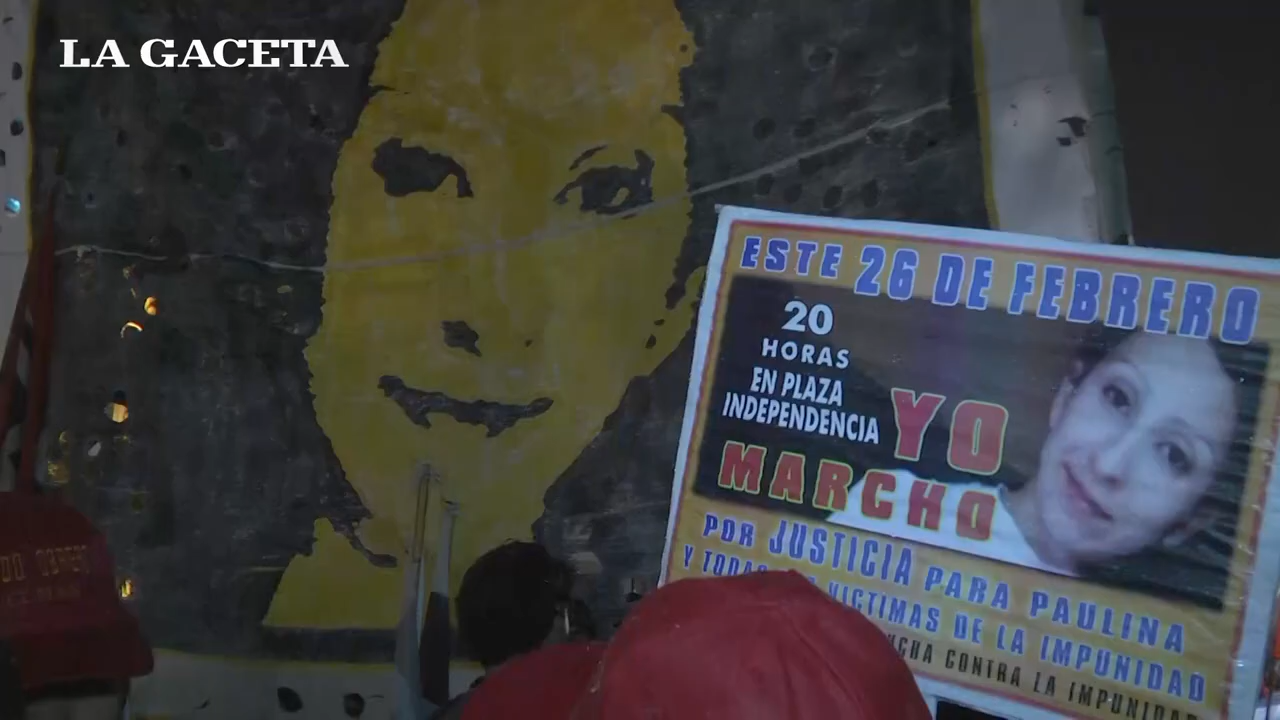 LA GACETA
ESTE 26 DE FEBRERO
20
HORAS
EN PLAZA
INDEPENDENCIA
YO
MARCHO
POR JUSTICIA PARA PAULINA
Y VICTIMAS DE LA IMPUNIDAD
CONTRA LA IMPUNIDAD